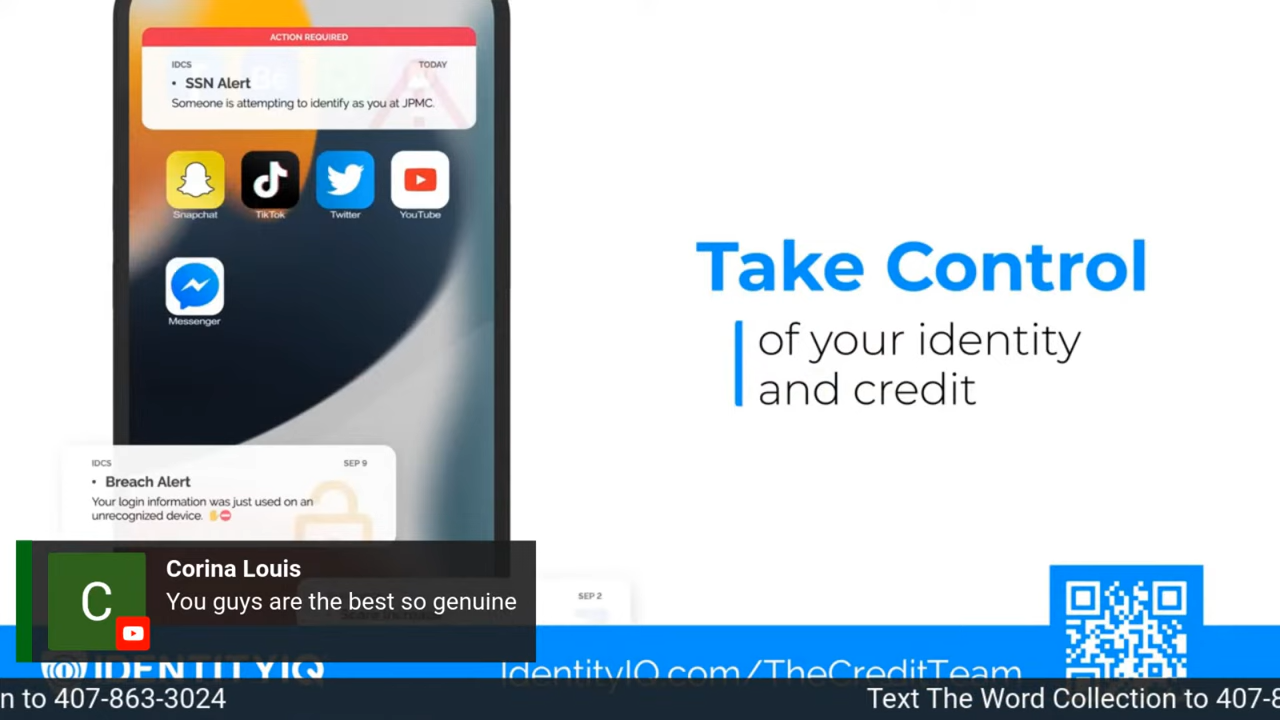 ACTION REQUIRED
IDCS TODAY
• SSN Alert
Someone is attempting to identify as you at JPMC.
Snapchat TikTok Twitter YouTube
Messenger
Take Control
of your identity
and credit
IDCS SEP 9
• Breach Alert
Your login information was just used on an
unrecognized device. ✋⛔
C
Corina Louis
You guys are the best so genuine
SEP 2
IDENTITYIQ
IdentityIQ.com/TheCreditTeam
n to 407-863-3024
Text The Word Collection to 407-8